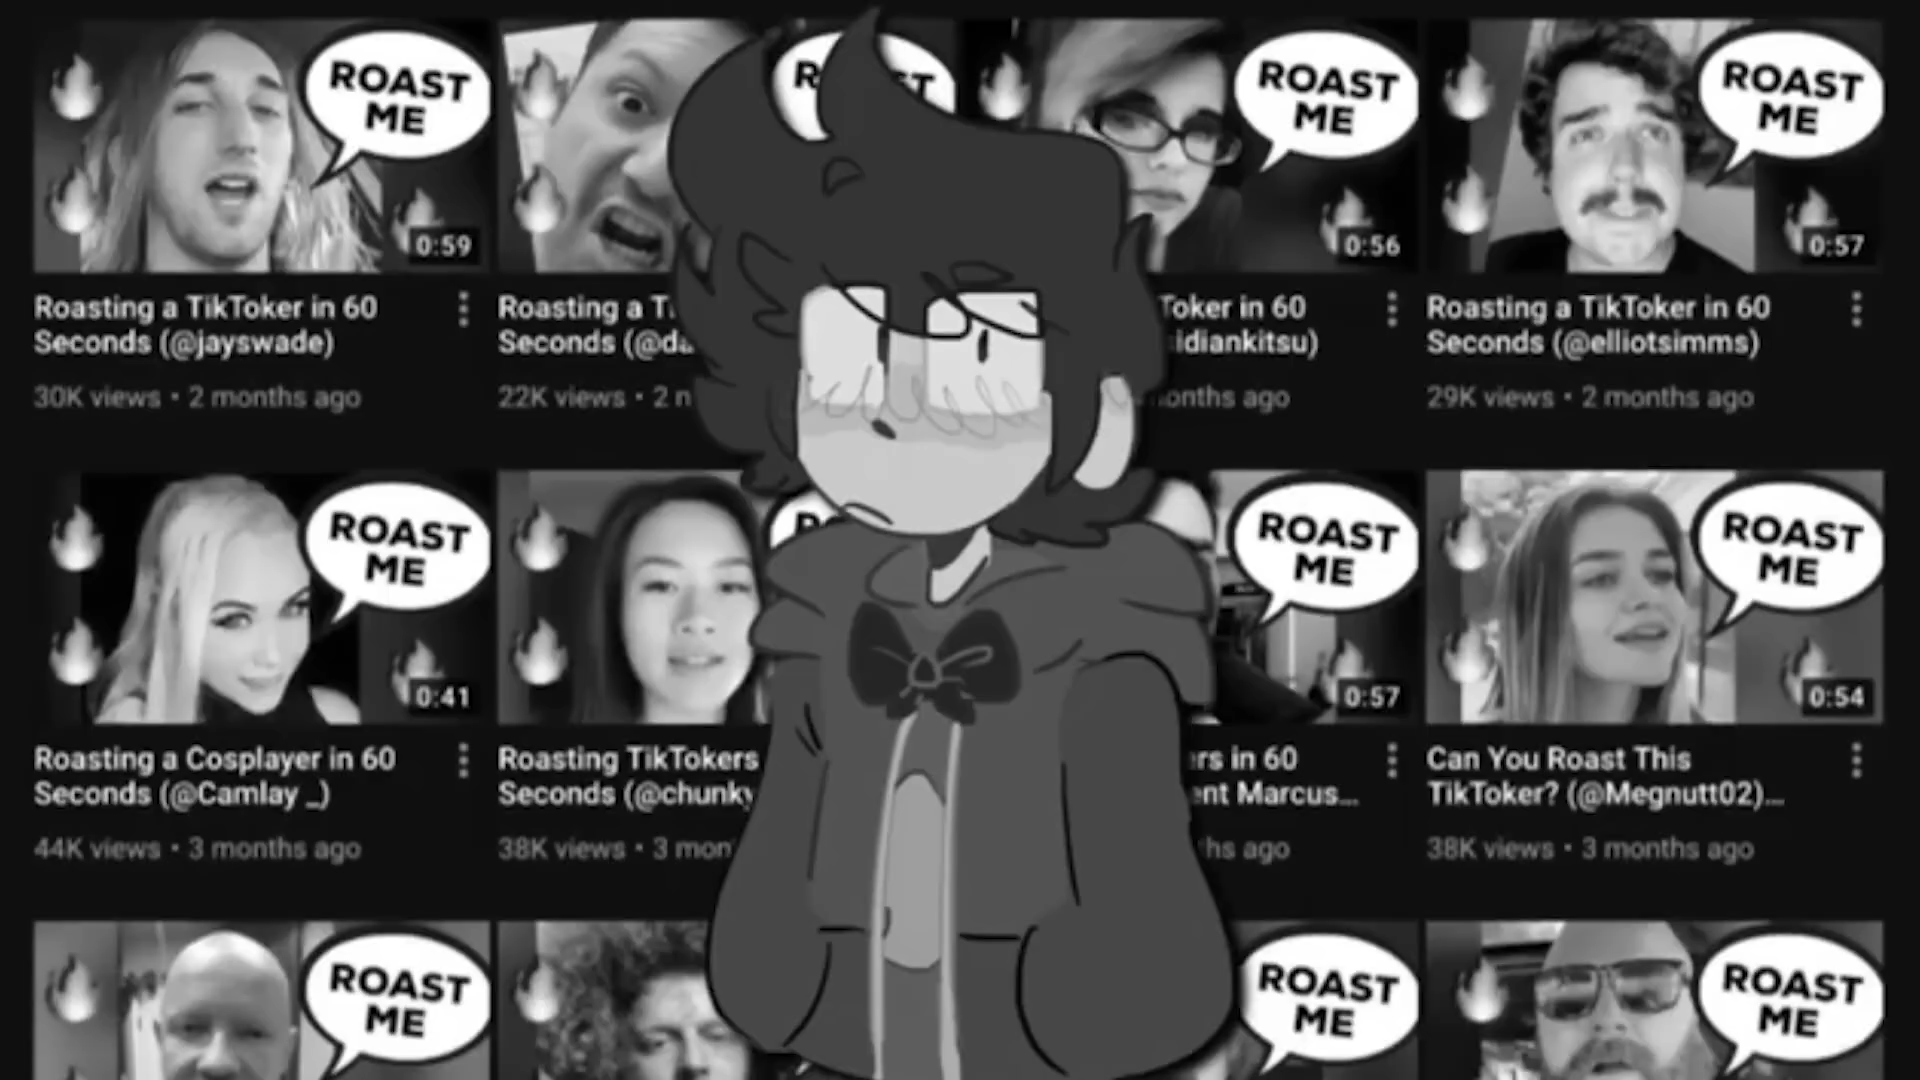 ROAST
ME
ROAST
ME
ROAST
ME
0:59
0:56
0:57
Roasting a TikToker in 60
Seconds (@jayswade)
30K views • 2 months ago
Roasting a
Seconds
22K views • 2
Toker in 60
months ago
Roasting a TikToker in 60
Seconds (@elliotsimms)
29K views • 2 months ago
ROAST
ME
ROAST
ME
ROAST
ME
0:41
0:57
0:54
Roasting a Cosplayer in 60
Seconds (@Camlay _)
44K views • 3 months ago
Roasting TikTokers
Seconds
38K views • 3
in 60
Marcus...
ago
Can You Roast This
TikToker? (@Megnutt02)...
38K views • 3 months ago
ROAST
ME
ROAST
ME
ROAST
ME